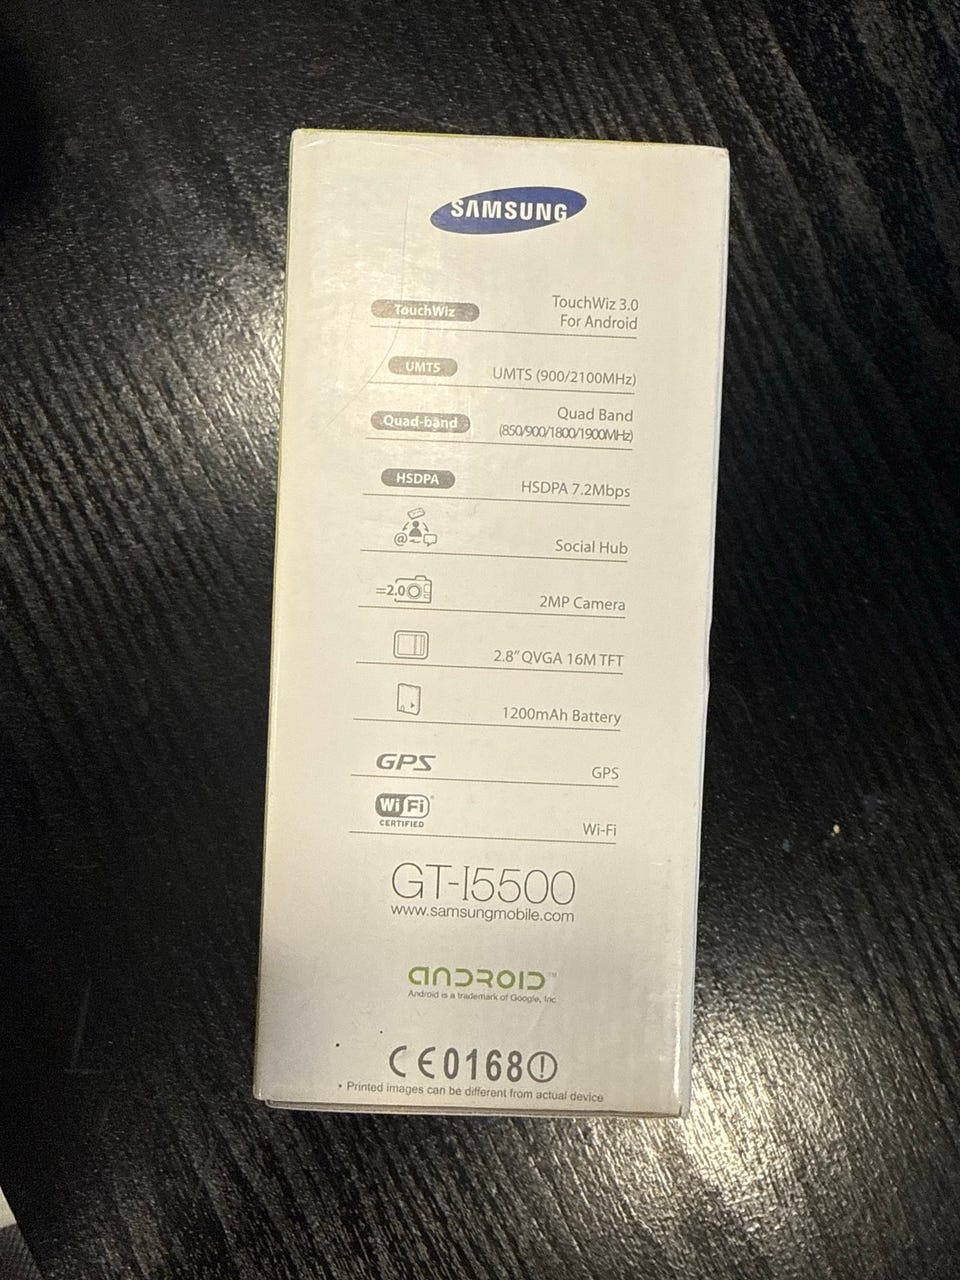 SAMSUNG
TouchWiz
TouchWiz 3.0
For Android
UMTS
UMTS (900/2100MHz)
Quad-band
Quad Band
(850/900/1800/1900MHz)
HSDPA
HSDPA 7.2Mbps
@
Social Hub
=2.0
2MP Camera
2.8" QVGA 16M TFT
1200mAh Battery
GPS
GPS
Wi Fi
CERTIFIED
Wi-Fi
GT-I5500
www.samsungmobile.com
ANDROID™
Android is a trademark of Google, Inc
CE0168
• Printed images can be different from actual device